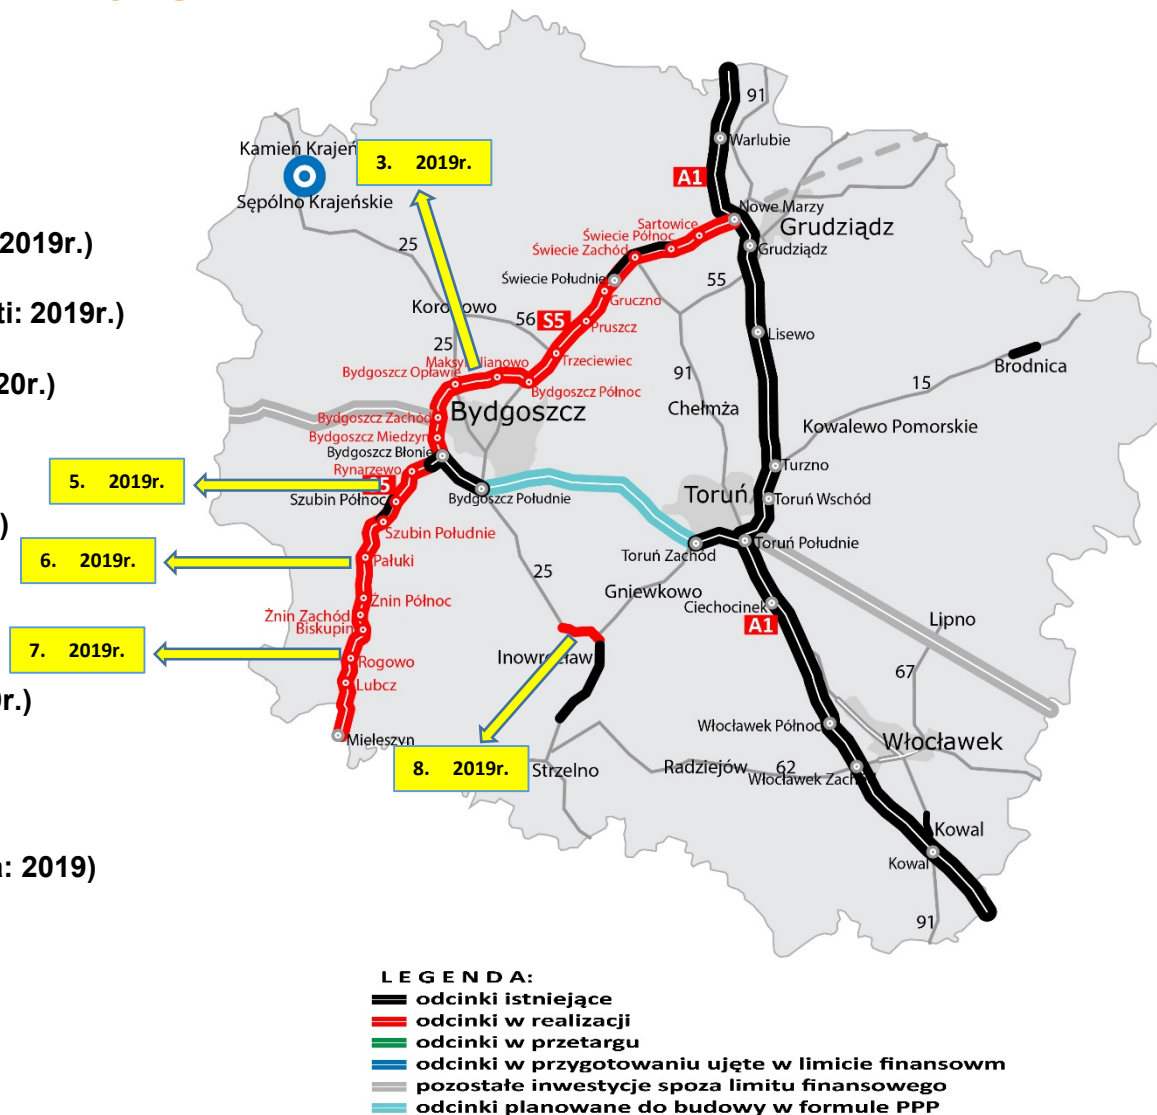 91
Warlubie
Kamień Krajeń
3. 2019r.
A1
Sępólno Krajeńskie
Nowe Marzy
Sartowice
Grudziądz
Świecie Północ
2019r.)
25
Świecie Zachód
Grudziądz
Świecie Południe
55
Gruczno
ti: 2019r.)
Koronowo
56
S5
Pruszcz
Lisewo
25
Maksymilianowo
Trzeciewiec
Brodnica
Bydgoszcz Opławiec
91
15
20r.)
Bydgoszcz Północ
Chełmża
Bydgoszcz Zachód
Bydgoszcz
Kowalewo Pomorskie
Bydgoszcz Miedzyn
Bydgoszcz Błonie
Rynarzewo
Turzno
5. 2019r.
S5
Szubin Północ
Bydgoszcz Południe
Toruń
Toruń Wschód
)
Szubin Południe
Toruń Południe
6. 2019r.
Pałuki
Toruń Zachód
25
Gniewkowo
Żnin Północ
Ciechocinek
Żnin Zachód
Lipno
Biskupin
A1
7. 2019r.
Rogowo
Inowrocław
67
Lubcz
r.)
Włocławek Północ
Mieleszyn
Włocławek
8. 2019r.
Strzelno
Radziejów
62
Włocławek Zachód
Kowal
a: 2019)
Kowal
91
LEGENDA:
odcinki istniejące
odcinki w realizacji
odcinki w przetargu
odcinki w przygotowaniu ujęte w limicie finansowm
pozostałe inwestycje spoza limitu finansowego
odcinki planowane do budowy w formule PPP